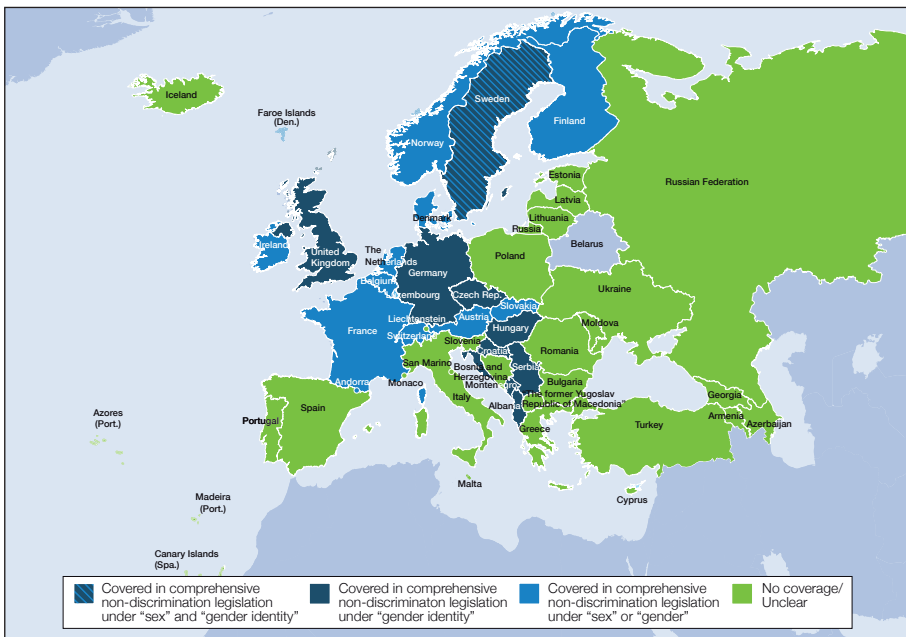 Iceland
Faroe Islands
(Den.)
Sweden
Finland
Norway
Russian Federation
Estonia
Latvia
Denmark
Lithuania
Russia
Belarus
Ireland
United
Kingdom
The
Netherlands
Germany
Poland
Belgium
Ukraine
Luxembourg
Czech Rep.
Slovakia
Liechtenstein
Austria
Moldova
France
Switzerland
Hungary
Slovenia
Romania
Croatia
San Marino
Bosnia and
Herzegovina
Serbia
Andorra
Monaco
Monten gro
Bulgaria
Italy
"The former Yugoslav
Republic of Macedonia"
Georgia
Azores
(Port.)
Portugal
Spain
Albania
Armenia
Azerbaijan
Greece
Turkey
Malta
Cyprus
Madeira
(Port.)
Canary Islands
(Spa.)
Covered in comprehensive
non-discrimination legislation
under "sex" and "gender identity"
Covered in comprehensive
non-discriminaton legislation
under "gender identity"
Covered in comprehensive
non-discrimination legislation
under "sex" or "gender"
No coverage/
Unclear